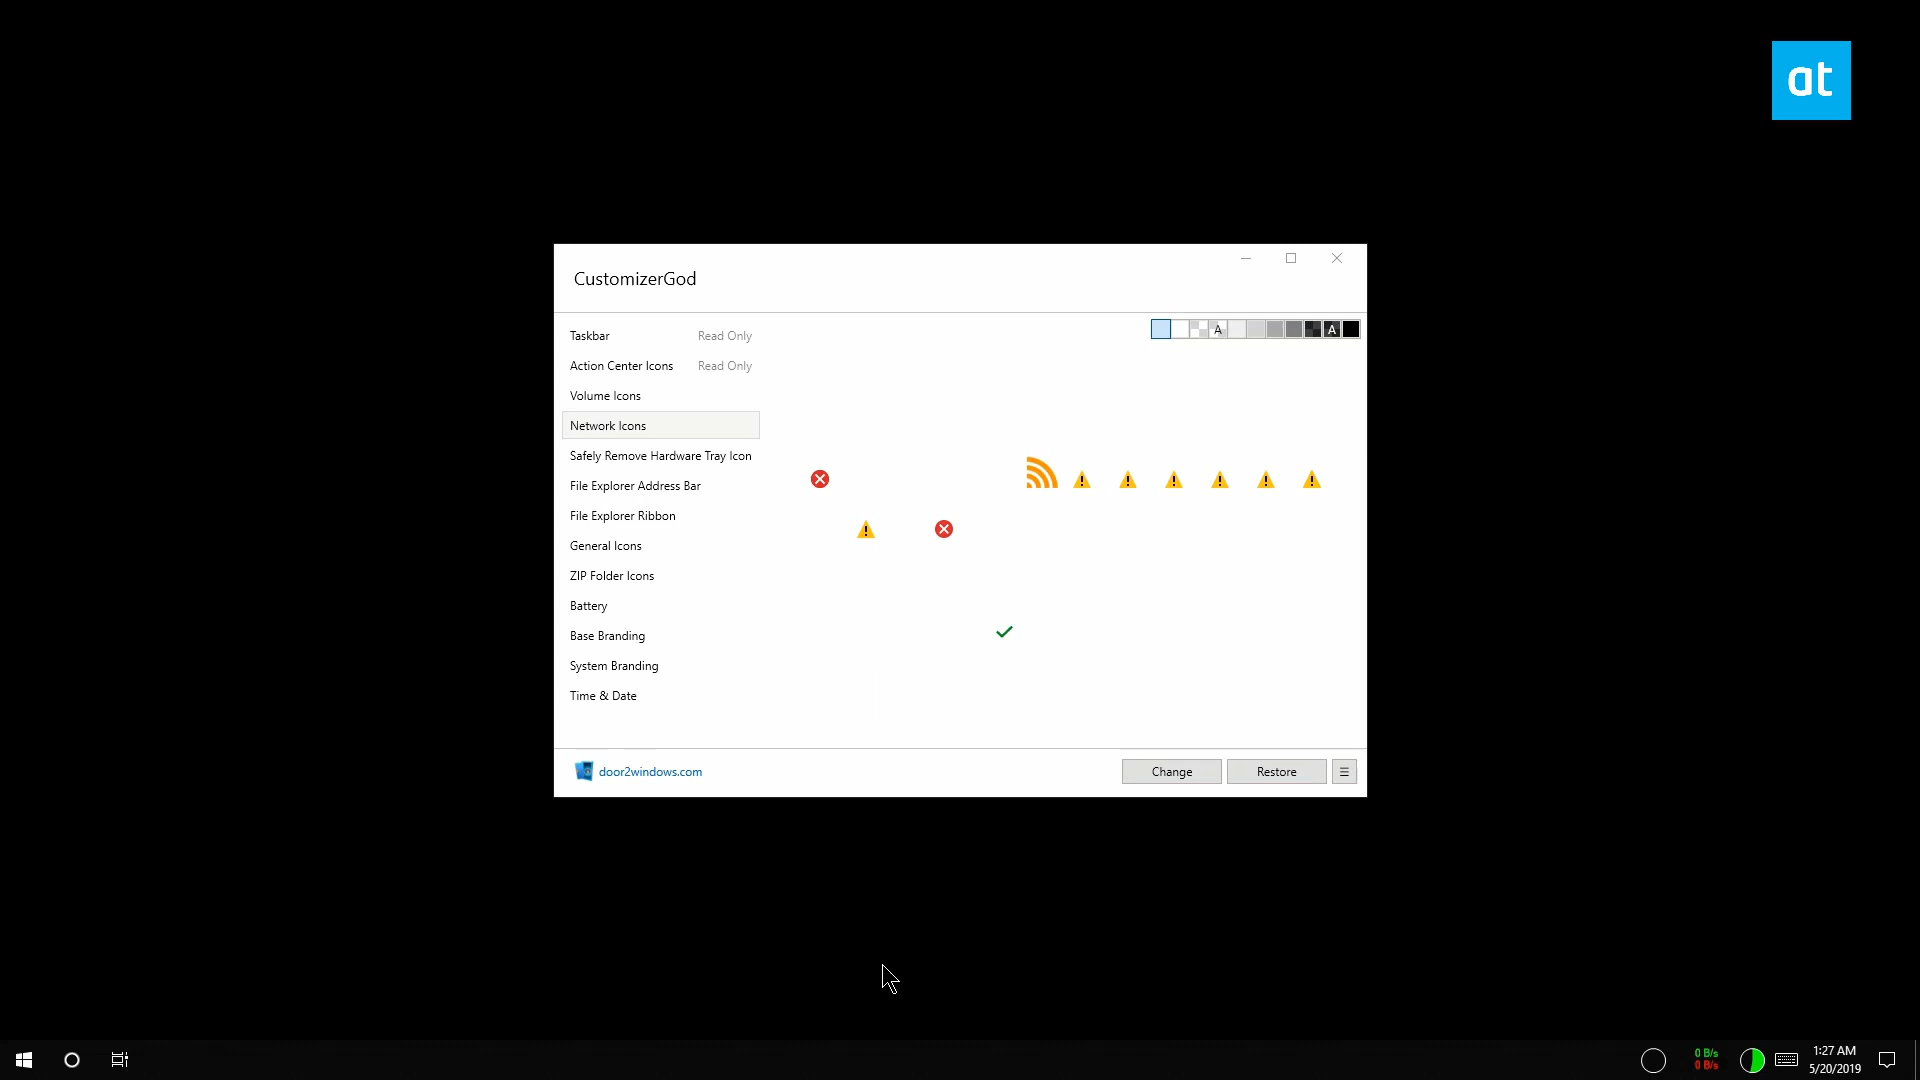 at
CustomizerGod
Taskbar Read Only
A A
Action Center Icons Read Only
Volume Icons
Network Icons
Safely Remove Hardware Tray Icon
File Explorer Address Bar
File Explorer Ribbon
General Icons
ZIP Folder Icons
Battery
Base Branding
System Branding
Time & Date
door2windows.com
Change
Restore
0 B/s
0 B/s
1:27 AM
5/20/2019